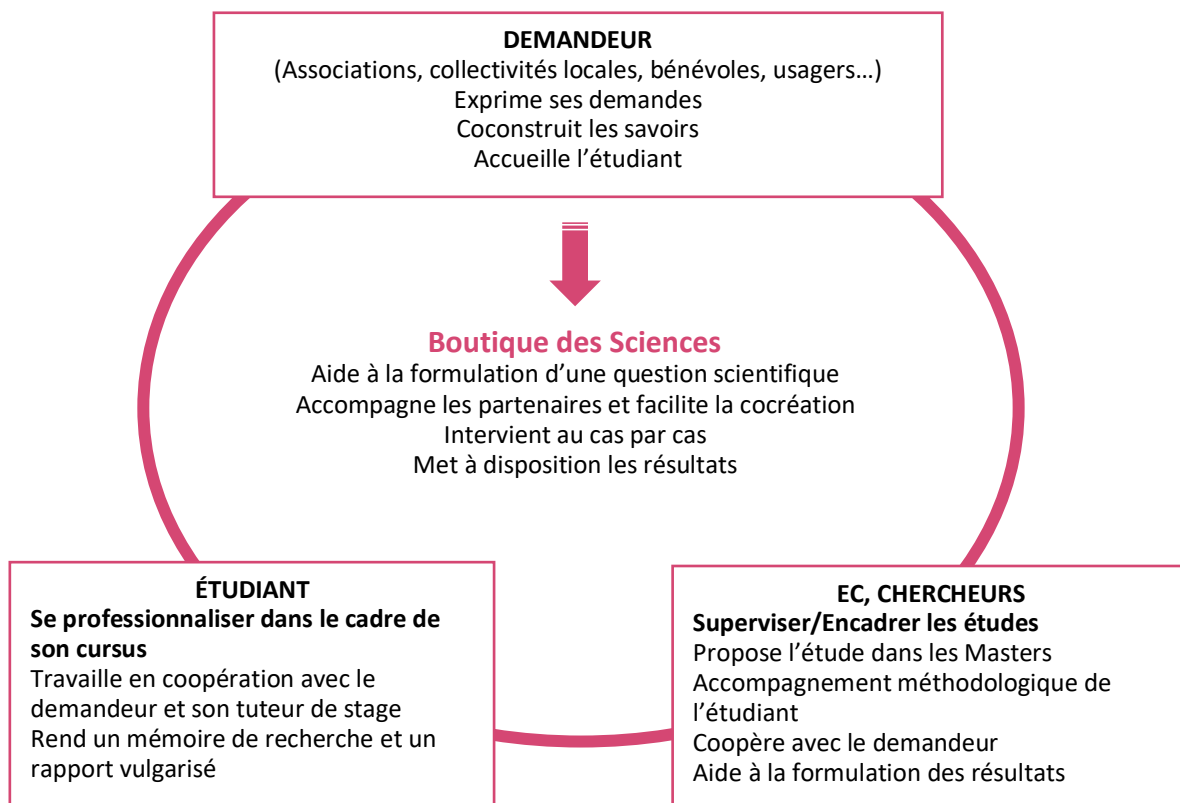 DEMANDEUR
(Associations, collectivités locales, bénévoles, usagers…)
Exprime ses demandes
Coconstruit les savoirs
Accueille l’étudiant
Boutique des Sciences
Aide à la formulation d’une question scientifique
Accompagne les partenaires et facilite la cocréation
Intervient au cas par cas
Met à disposition les résultats
ÉTUDIANT
Se professionnaliser dans le cadre de
son cursus
Travaille en coopération avec le
demandeur et son tuteur de stage
Rend un mémoire de recherche et un
rapport vulgarisé
EC, CHERCHEURS
Superviser/Encadrer les études
Propose l’étude dans les Masters
Accompagnement méthodologique de
l’étudiant
Coopère avec le demandeur
Aide à la formulation des résultats